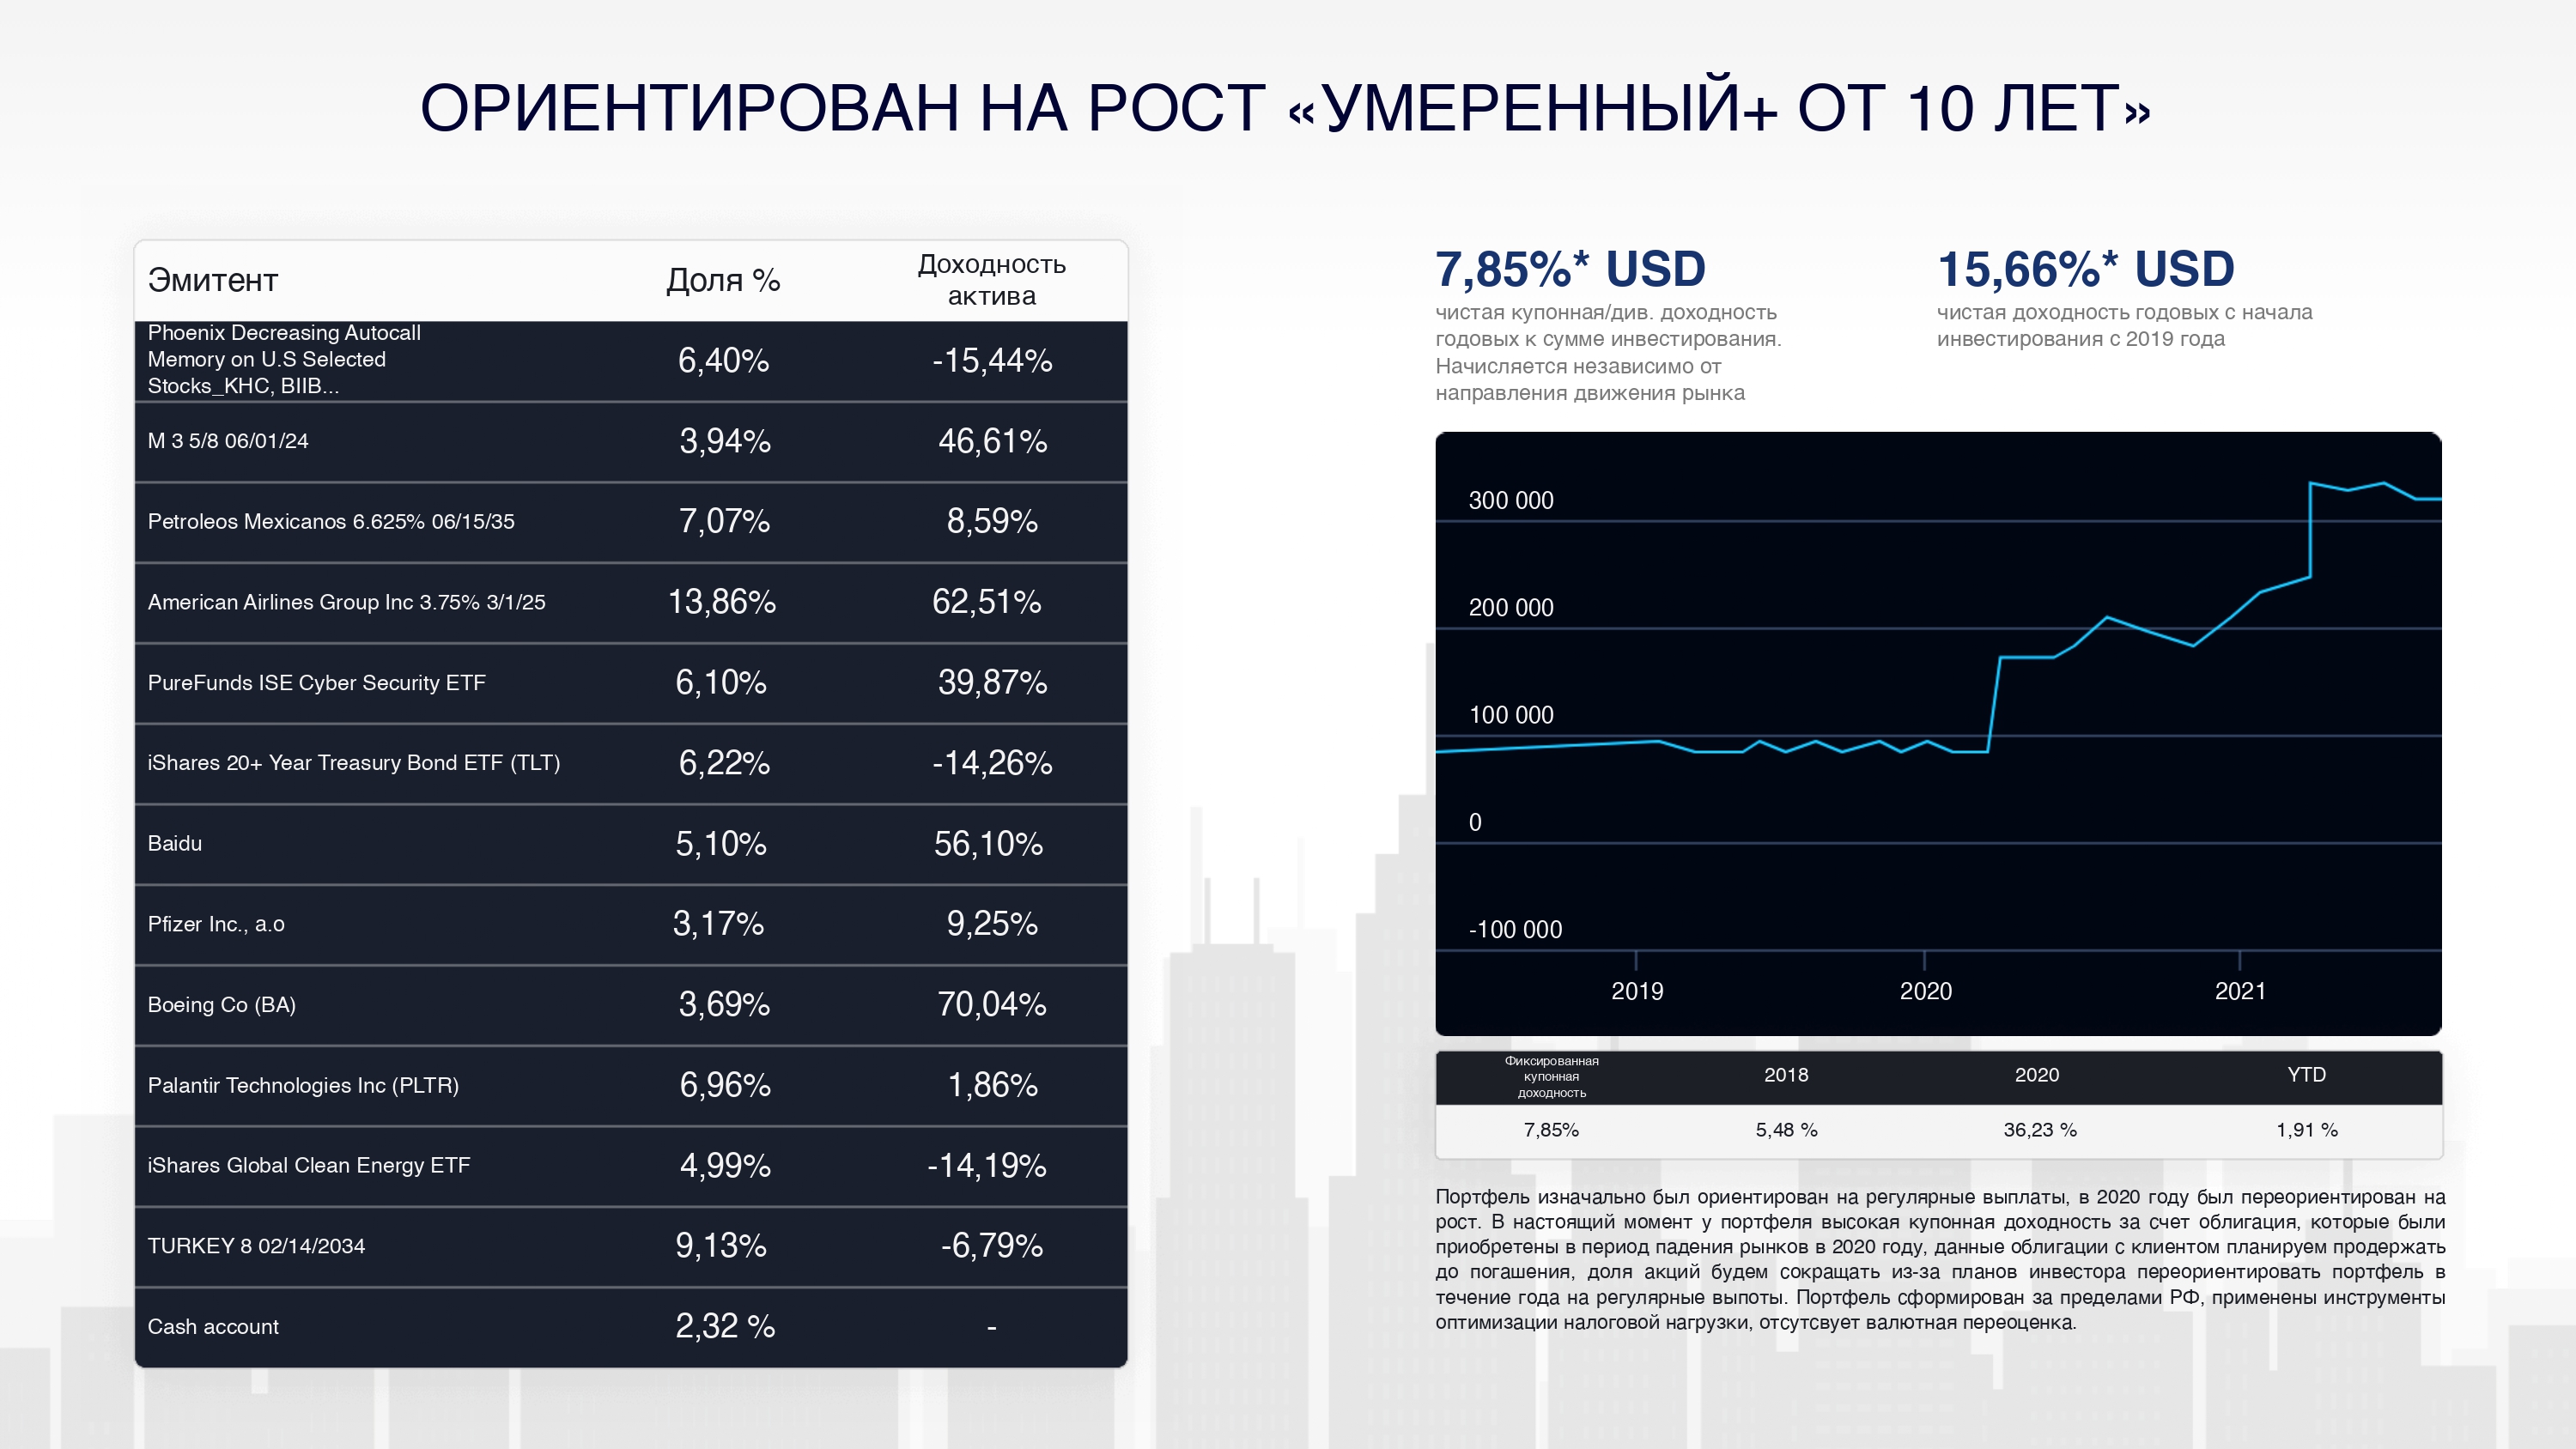 ОРИЕНТИРОВАН НА РОСТ «УМЕРЕННЫЙ+ ОТ 10 ЛЕТ»
Эмитент Доля % Доходность актива
Phoenix Decreasing Autocall
Memory on U.S Selected
Stocks_KHC, BIIB...
6,40% -15,44%
M 3 5/8 06/01/24 3,94% 46,61%
Petroleos Mexicanos 6.625% 06/15/35 7,07% 8,59%
American Airlines Group Inc 3.75% 3/1/25 13,86% 62,51%
PureFunds ISE Cyber Security ETF 6,10% 39,87%
iShares 20+ Year Treasury Bond ETF (TLT) 6,22% -14,26%
Baidu 5,10% 56,10%
Pfizer Inc., a.o 3,17% 9,25%
Boeing Co (BA) 3,69% 70,04%
Palantir Technologies Inc (PLTR) 6,96% 1,86%
iShares Global Clean Energy ETF 4,99% -14,19%
TURKEY 8 02/14/2034 9,13% -6,79%
Cash account 2,32 % -
7,85%* USD
чистая купонная/див. доходность
годовых к сумме инвестирования.
Начисляется независимо от
направления движения рынка
15,66%* USD
чистая доходность годовых с начала
инвестирования с 2019 года
300 000
200 000
100 000
0
-100 000
2019 2020 2021
Фиксированная
купонная
доходность
2018 2020 YTD
7,85% 5,48 % 36,23 % 1,91 %
Портфель изначально был ориентирован на регулярные выплаты, в 2020 году был переориентирован на
рост. В настоящий момент у портфеля высокая купонная доходность за счет облигация, которые были
приобретены в период падения рынков в 2020 году, данные облигации с клиентом планируем продержать
до погашения, доля акций будем сокращать из-за планов инвестора переориентировать портфель в
течение года на регулярные выпоты. Портфель сформирован за пределами РФ, применены инструменты
оптимизации налоговой нагрузки, отсутсвует валютная переоценка.